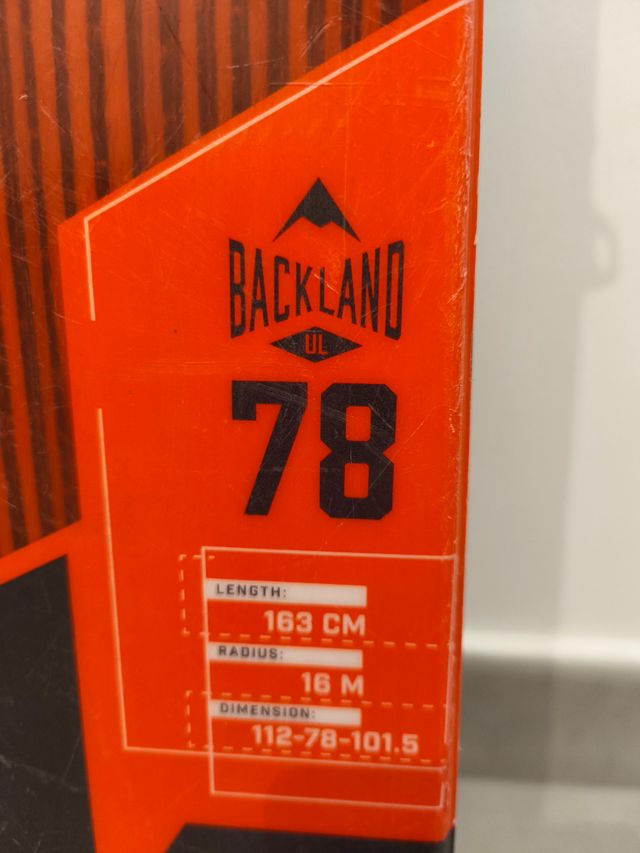 BACKLAND
UL
78
LENGTH:
163 CM
RADIUS:
16 M
DIMENSION:
112-78-101.5